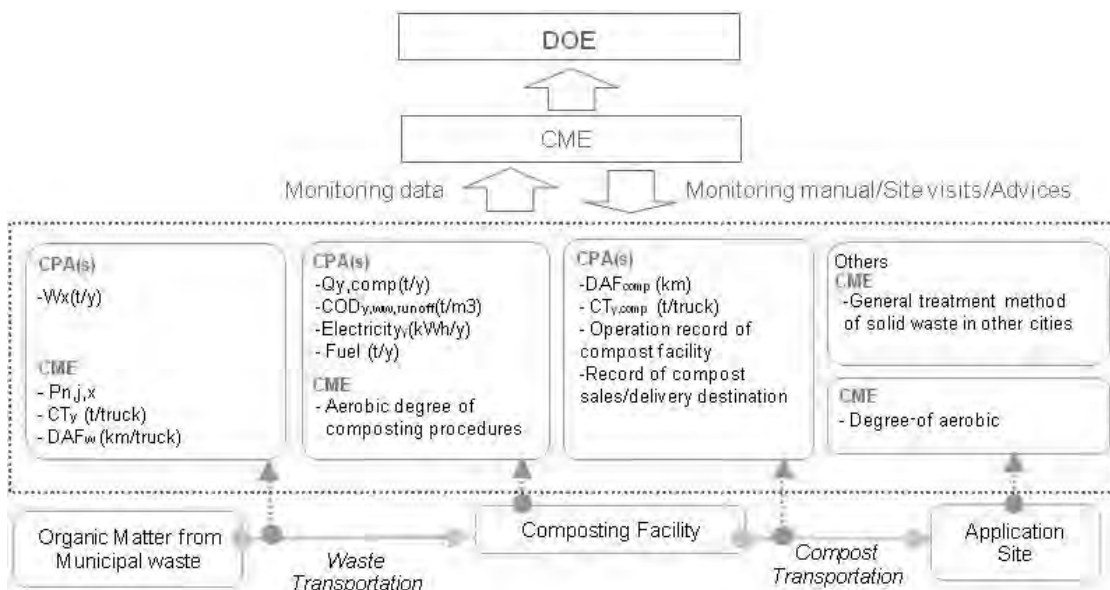 DOE
CME
Monitoring data
Monitoring manual/Site visits/Advices
CPA(s)
-Wx(t/y)
CME
- Pn,j,x
- CTy (t/truck)
- DAFw (km/truck)
CPA(s)
-Qy,comp(t/y)
-CODy,ww,runoff(t/m3)
-Electricityy(kWh/y)
- Fuel (t/y)
CME
- Aerobic degree of
composting procedures
CPA(s)
-DAFcomp (km)
- CTy,comp (t/truck)
- Operation record of
compost facility
-Record of compost
sales/delivery destination
Others
CME
-General treatment method
of solid waste in other cities
CME
- Degree-of aerobic
Organic Matter from
Municipal waste
Waste
Transportation
Composting Facility
Compost
Transportation
Application
Site